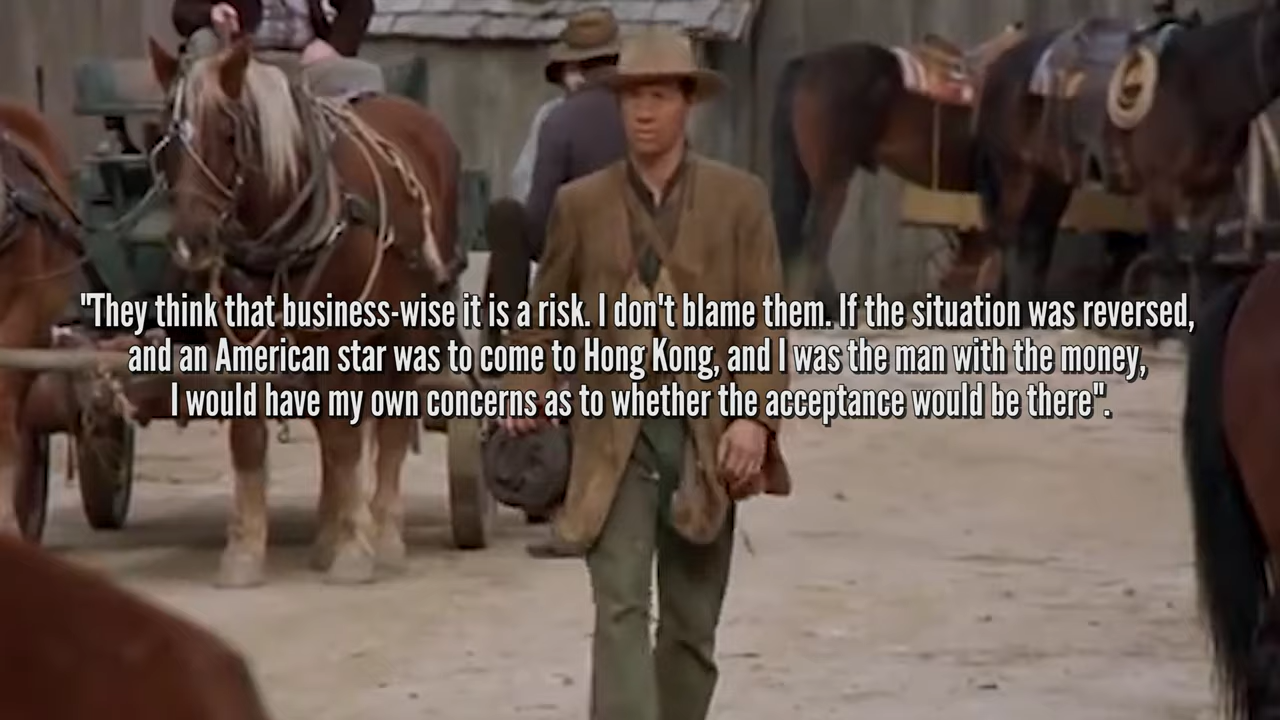 "They think that business-wise it is a risk. I don't blame them. If the situation was reversed,
and an American star was to come to Hong Kong, and I was the man with the money,
I would have my own concerns as to whether the acceptance would be there".